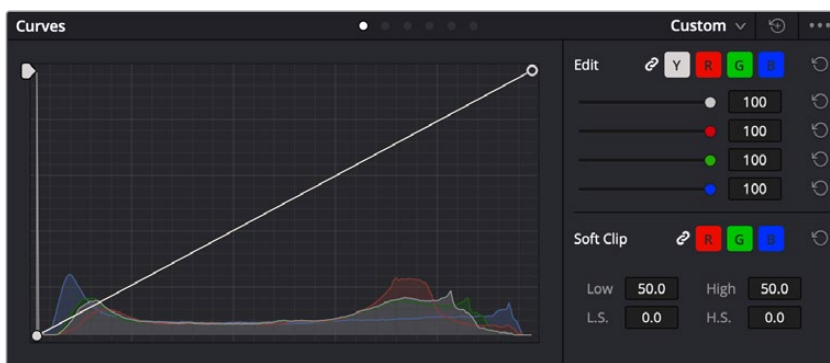 Curves Custom
Edit Y R G B
100
100
100
100
Soft Clip R G B
Low 50.0 High 50.0
L.S. 0.0 H.S. 0.0